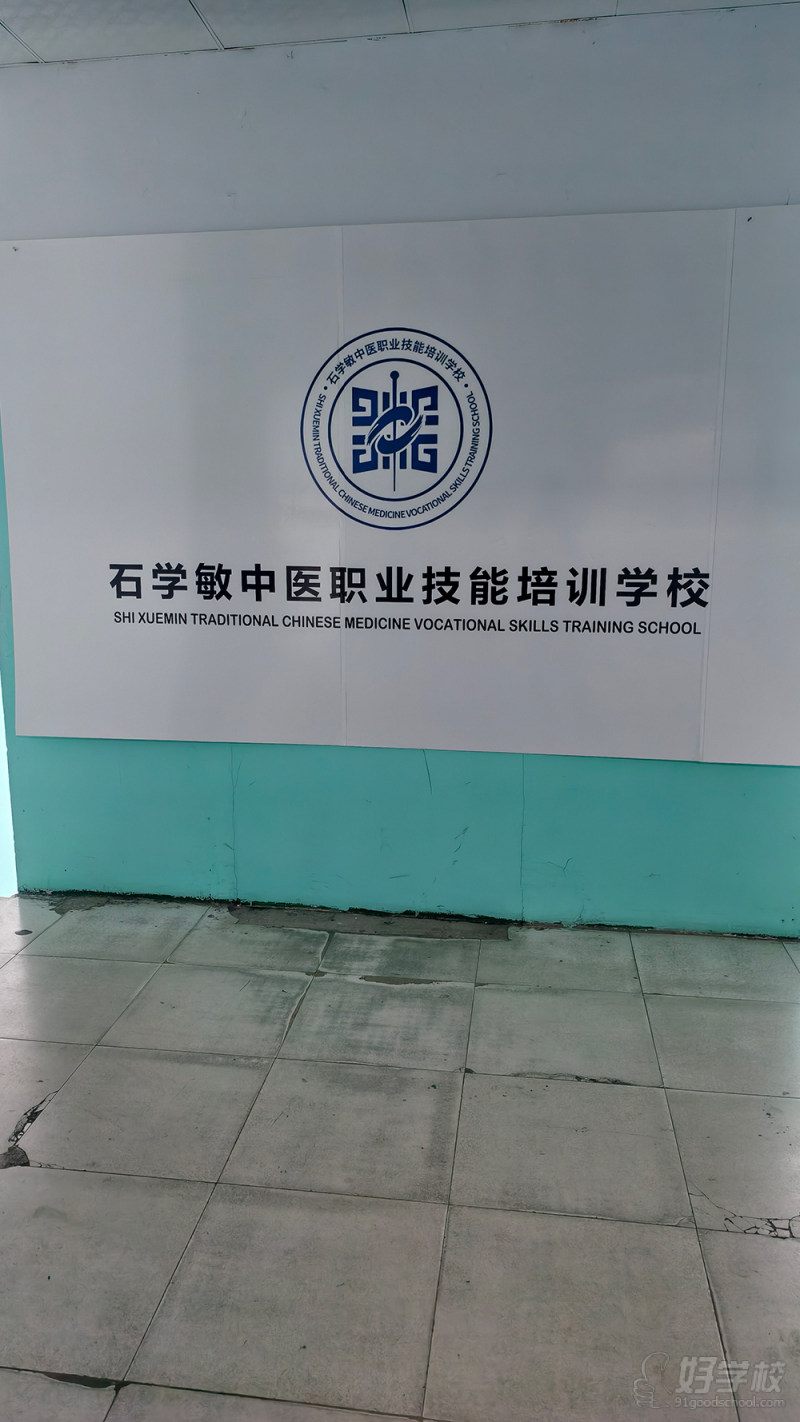 ·石学敏中医职业技能培训学校·
SHI XUEMIN TRADITIONAL CHINESE MEDICINE VOCATIONAL SKILLS TRAINING SCHOOL
石学敏中医职业技能培训学校
SHI XUEMIN TRADITIONAL CHINESE MEDICINE VOCATIONAL SKILLS TRAINING SCHOOL
好学校
91goodschool.com